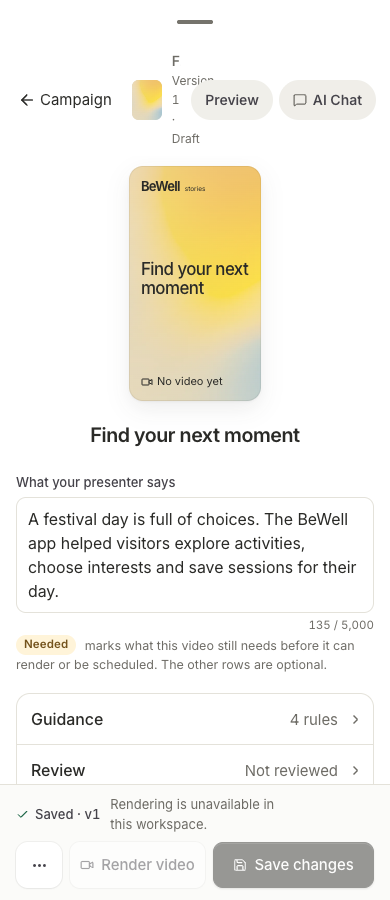 F
Version
1
·
Draft
Campaign
Preview
AI Chat
BeWell stories
Find your next
moment
No video yet
Find your next moment
What your presenter says
A festival day is full of choices. The BeWell
app helped visitors explore activities,
choose interests and save sessions for their
day.
135 / 5,000
Needed marks what this video still needs before it can
render or be scheduled. The other rows are optional.
Guidance 4 rules
Review Not reviewed
Saved · v1 Rendering is unavailable in
this workspace.
Render video
Save changes